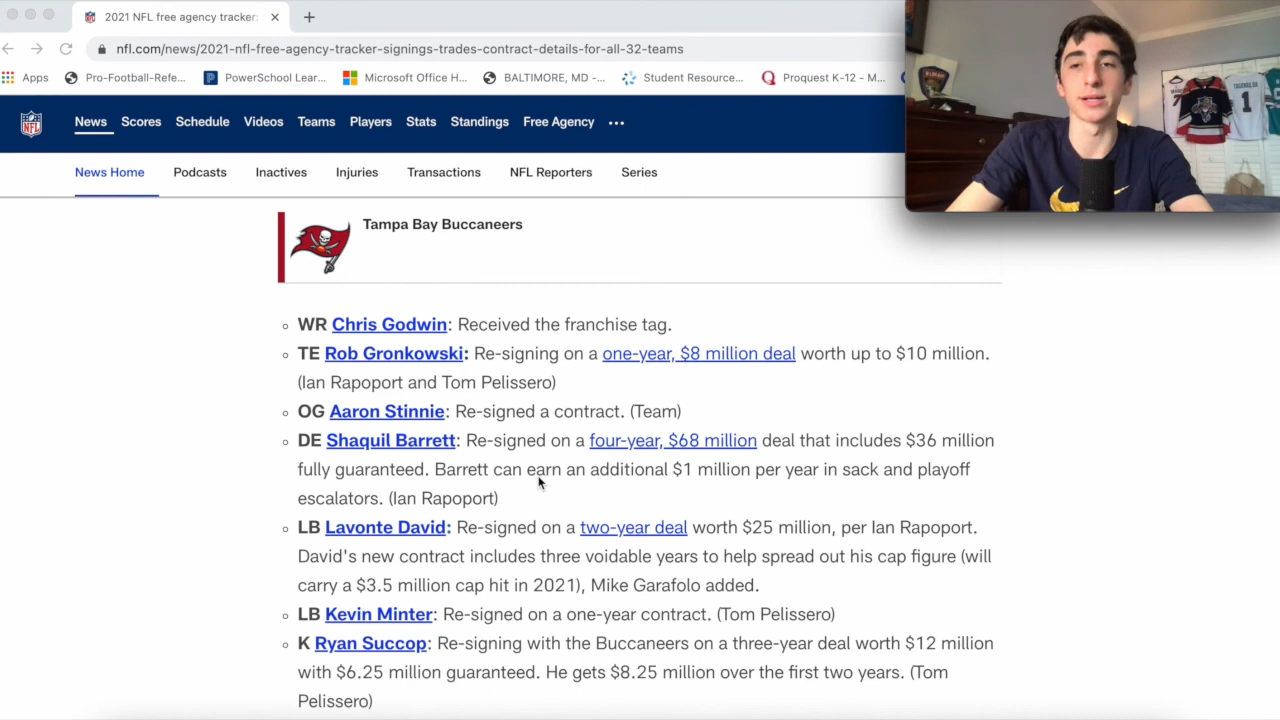 2021 NFL free agency tracker:
nfl.com/news/2021-nfl-free-agency-tracker-signings-trades-contract-details-for-all-32-teams
Apps Pro-Football-Refe... PowerSchool Lear... Microsoft Office H... BALTIMORE, MD -... Student Resource... Proquest K-12 – M...
NFL News Scores Schedule Videos Teams Players Stats Standings Free Agency
News Home Podcasts Inactives Injuries Transactions NFL Reporters Series
Tampa Bay Buccaneers
WR Chris Godwin: Received the franchise tag.
TE Rob Gronkowski: Re-signing on a one-year, $8 million deal worth up to $10 million.
(Ian Rapoport and Tom Pelissero)
OG Aaron Stinnie: Re-signed a contract. (Team)
DE Shaquil Barrett: Re-signed on a four-year, $68 million deal that includes $36 million
fully guaranteed. Barrett can earn an additional $1 million per year in sack and playoff
escalators. (Ian Rapoport)
LB Lavonte David: Re-signed on a two-year deal worth $25 million, per Ian Rapoport.
David's new contract includes three voidable years to help spread out his cap figure (will
carry a $3.5 million cap hit in 2021), Mike Garafolo added.
LB Kevin Minter: Re-signed on a one-year contract. (Tom Pelissero)
K Ryan Succop: Re-signing with the Buccaneers on a three-year deal worth $12 million
with $6.25 million guaranteed. He gets $8.25 million over the first two years. (Tom
Pelissero)
1